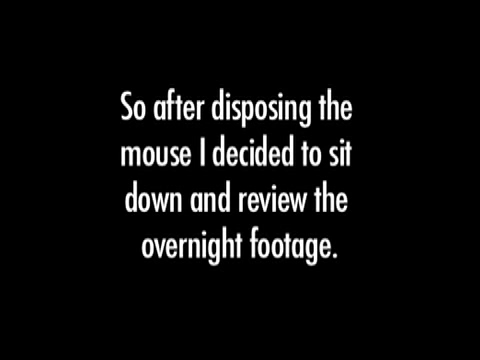 So after disposing the
mouse I decided to sit
down and review the
overnight footage.